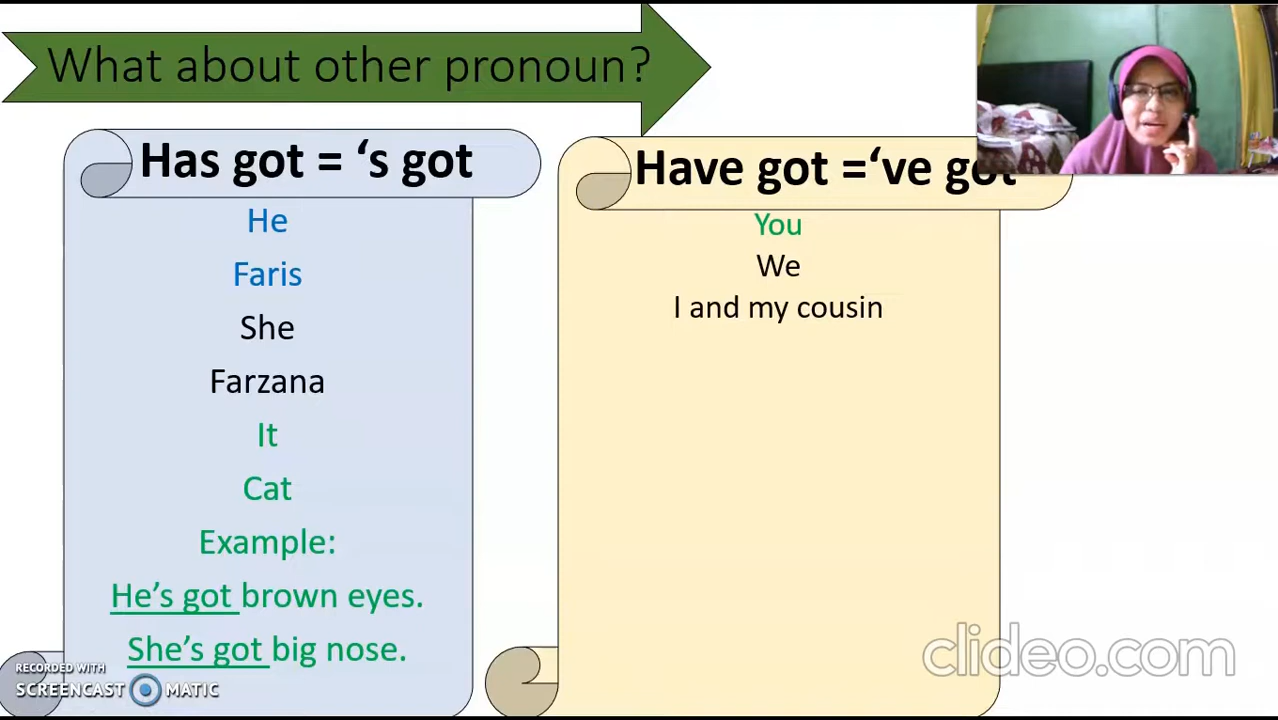 What about other pronoun?
Has got = ‘s got
He
Faris
She
Farzana
It
Cat
Example:
He’s got brown eyes.
She’s got big nose.
Have got =‘ve got
You
We
I and my cousin
RECORDED WITH
SCREENCAST MATIC
clideo.com